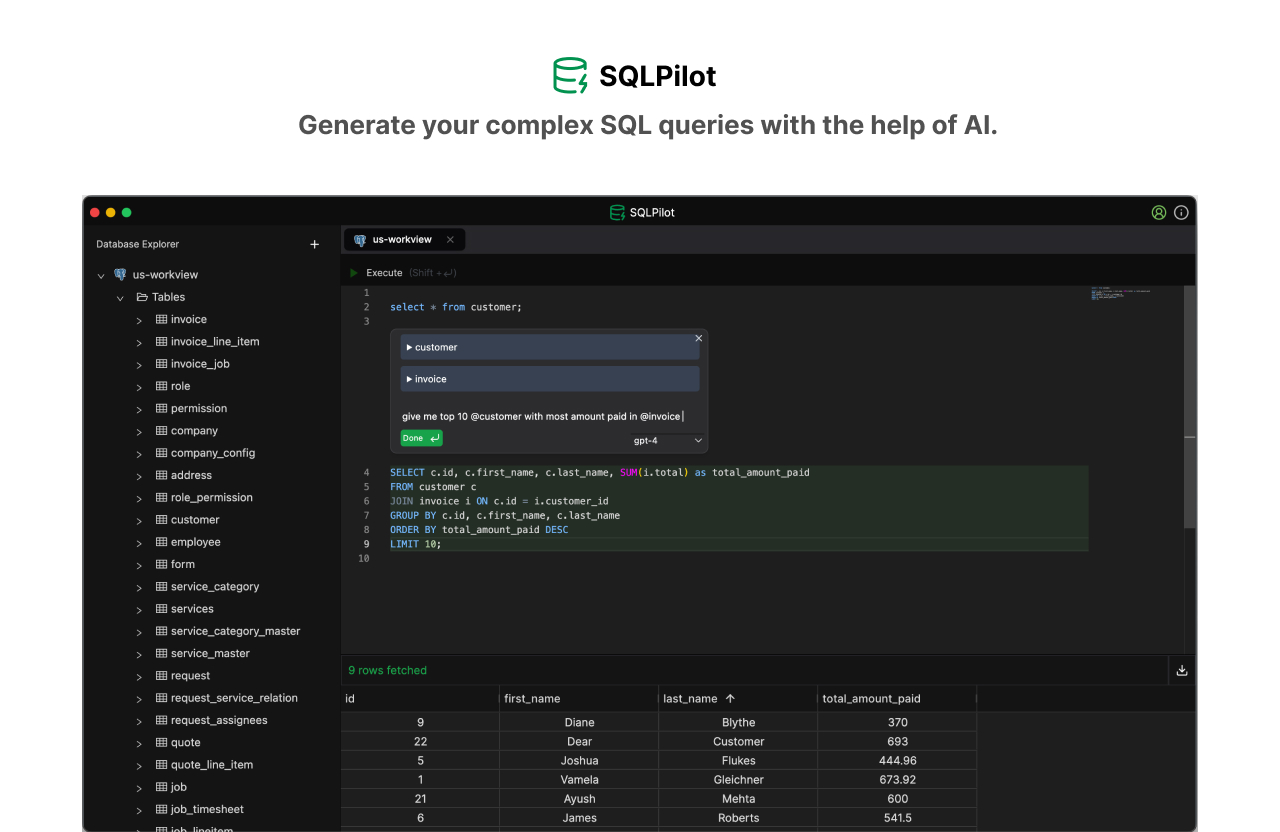 SQLPilot
Generate your complex SQL queries with the help of AI.
SQLPilot
Database Explorer +
us-workview
Tables
invoice
invoice_line_item
invoice_job
role
permission
company
company_config
address
role_permission
customer
employee
form
service_category
services
service_category_master
service_master
request
request_service_relation
request_assignees
quote
quote_line_item
job
job_timesheet
job_lineitem
us-workview
Execute (Shift +↵)
1
2 select * from customer;
3
customer
invoice
give me top 10 @customer with most amount paid in @invoice
Done
gpt-4
4 SELECT c.id, c.first_name, c.last_name, SUM(i.total) as total_amount_paid
5 FROM customer c
6 JOIN invoice i ON c.id = i.customer_id
7 GROUP BY c.id, c.first_name, c.last_name
8 ORDER BY total_amount_paid DESC
9 LIMIT 10;
10
9 rows fetched
id first_name last_name ↑ total_amount_paid
9 Diane Blythe 370
22 Dear Customer 693
5 Joshua Flukes 444.96
1 Vamela Gleichner 673.92
21 Ayush Mehta 600
6 James Roberts 541.5